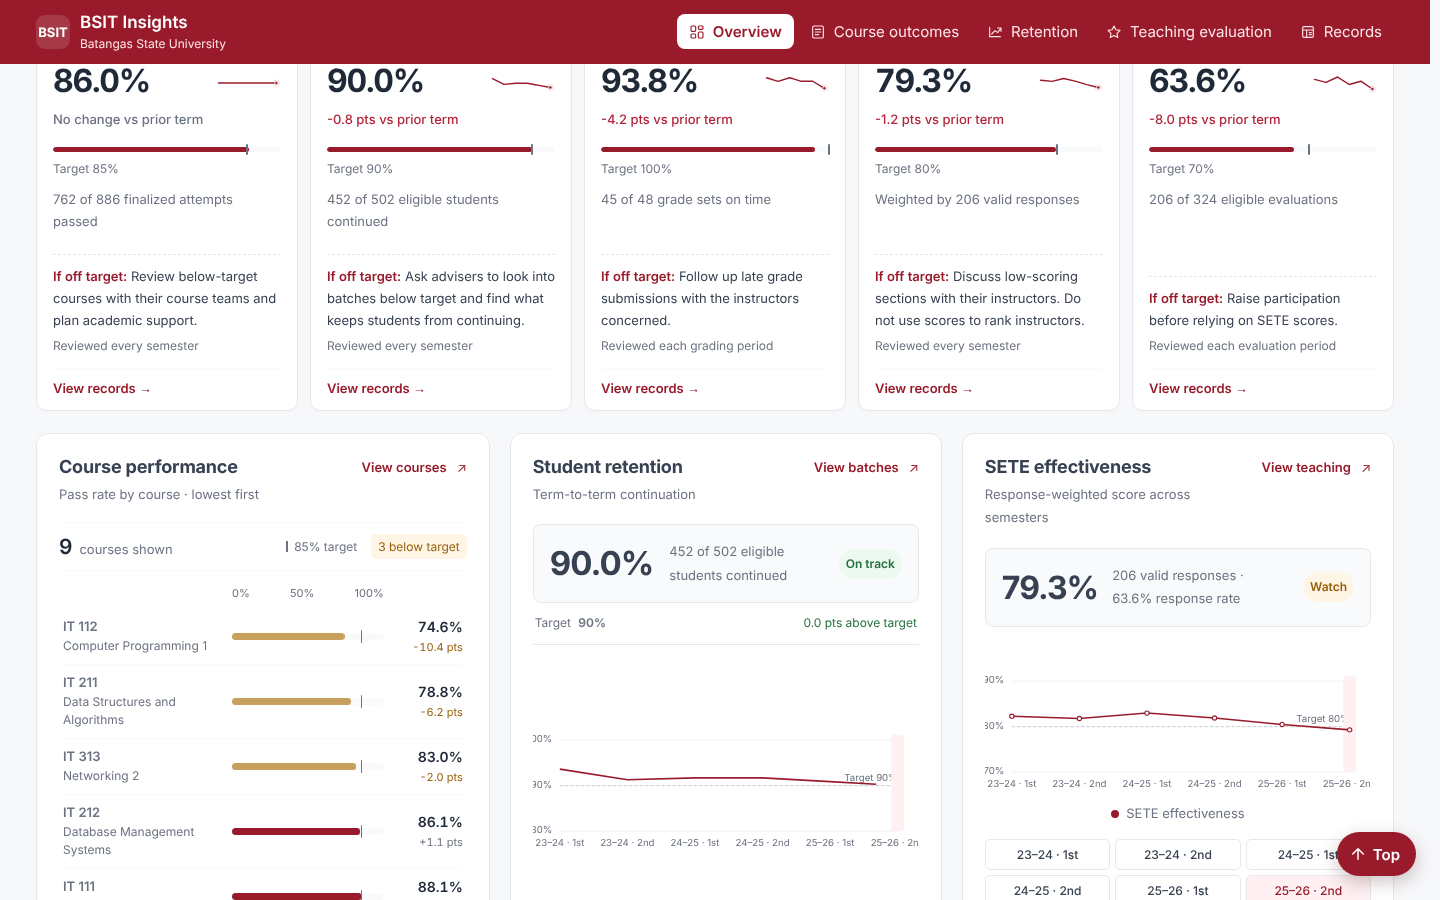 BSIT
BSIT Insights
Batangas State University
Overview
Course outcomes
Retention
Teaching evaluation
Records
86.0%
No change vs prior term
Target 85%
762 of 886 finalized attempts
passed
If off target: Review below-target
courses with their course teams and
plan academic support.
Reviewed every semester
View records →
90.0%
-0.8 pts vs prior term
Target 90%
452 of 502 eligible students
continued
If off target: Ask advisers to look into
batches below target and find what
keeps students from continuing.
Reviewed every semester
View records →
93.8%
-4.2 pts vs prior term
Target 100%
45 of 48 grade sets on time
If off target: Follow up late grade
submissions with the instructors
concerned.
Reviewed each grading period
View records →
79.3%
-1.2 pts vs prior term
Target 80%
Weighted by 206 valid responses
If off target: Discuss low-scoring
sections with their instructors. Do
not use scores to rank instructors.
Reviewed every semester
View records →
63.6%
-8.0 pts vs prior term
Target 70%
206 of 324 eligible evaluations
If off target: Raise participation
before relying on SETE scores.
Reviewed each evaluation period
View records →
Course performance
View courses ↗
Pass rate by course · lowest first
9 courses shown
85% target
3 below target
0% 50% 100%
IT 112
Computer Programming 1
74.6%
-10.4 pts
IT 211
Data Structures and
Algorithms
78.8%
-6.2 pts
IT 313
Networking 2
83.0%
-2.0 pts
IT 212
Database Management
Systems
86.1%
+1.1 pts
IT 111
88.1%
Student retention
View batches ↗
Term-to-term continuation
90.0%
452 of 502 eligible
students continued
On track
Target 90%
0.0 pts above target
00%
Target 90%
90%
80%
23–24 · 1st 23–24 · 2nd 24–25 · 1st 24–25 · 2nd 25–26 · 1st 25–26 · 2n
SETE effectiveness
View teaching ↗
Response-weighted score across
semesters
79.3%
206 valid responses ·
63.6% response rate
Watch
90%
Target 80%
80%
70%
23–24 · 1st 23–24 · 2nd 24–25 · 1st 24–25 · 2nd 25–26 · 1st 25–26 · 2n
SETE effectiveness
23–24 · 1st
23–24 · 2nd
24–25 · 1st
24–25 · 2nd
25–26 · 1st
25–26 · 2nd
↑ Top